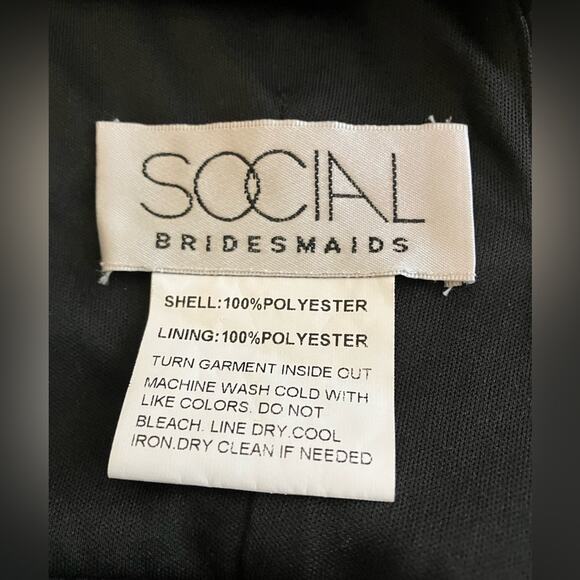 SOCIAL
BRIDESMAIDS
SHELL:100%POLYESTER
LINING:100%POLYESTER
TURN GARMENT INSIDE OUT
MACHINE WASH COLD WITH
LIKE COLORS. DO NOT
BLEACH. LINE DRY.COOL
IRON.DRY CLEAN IF NEEDED